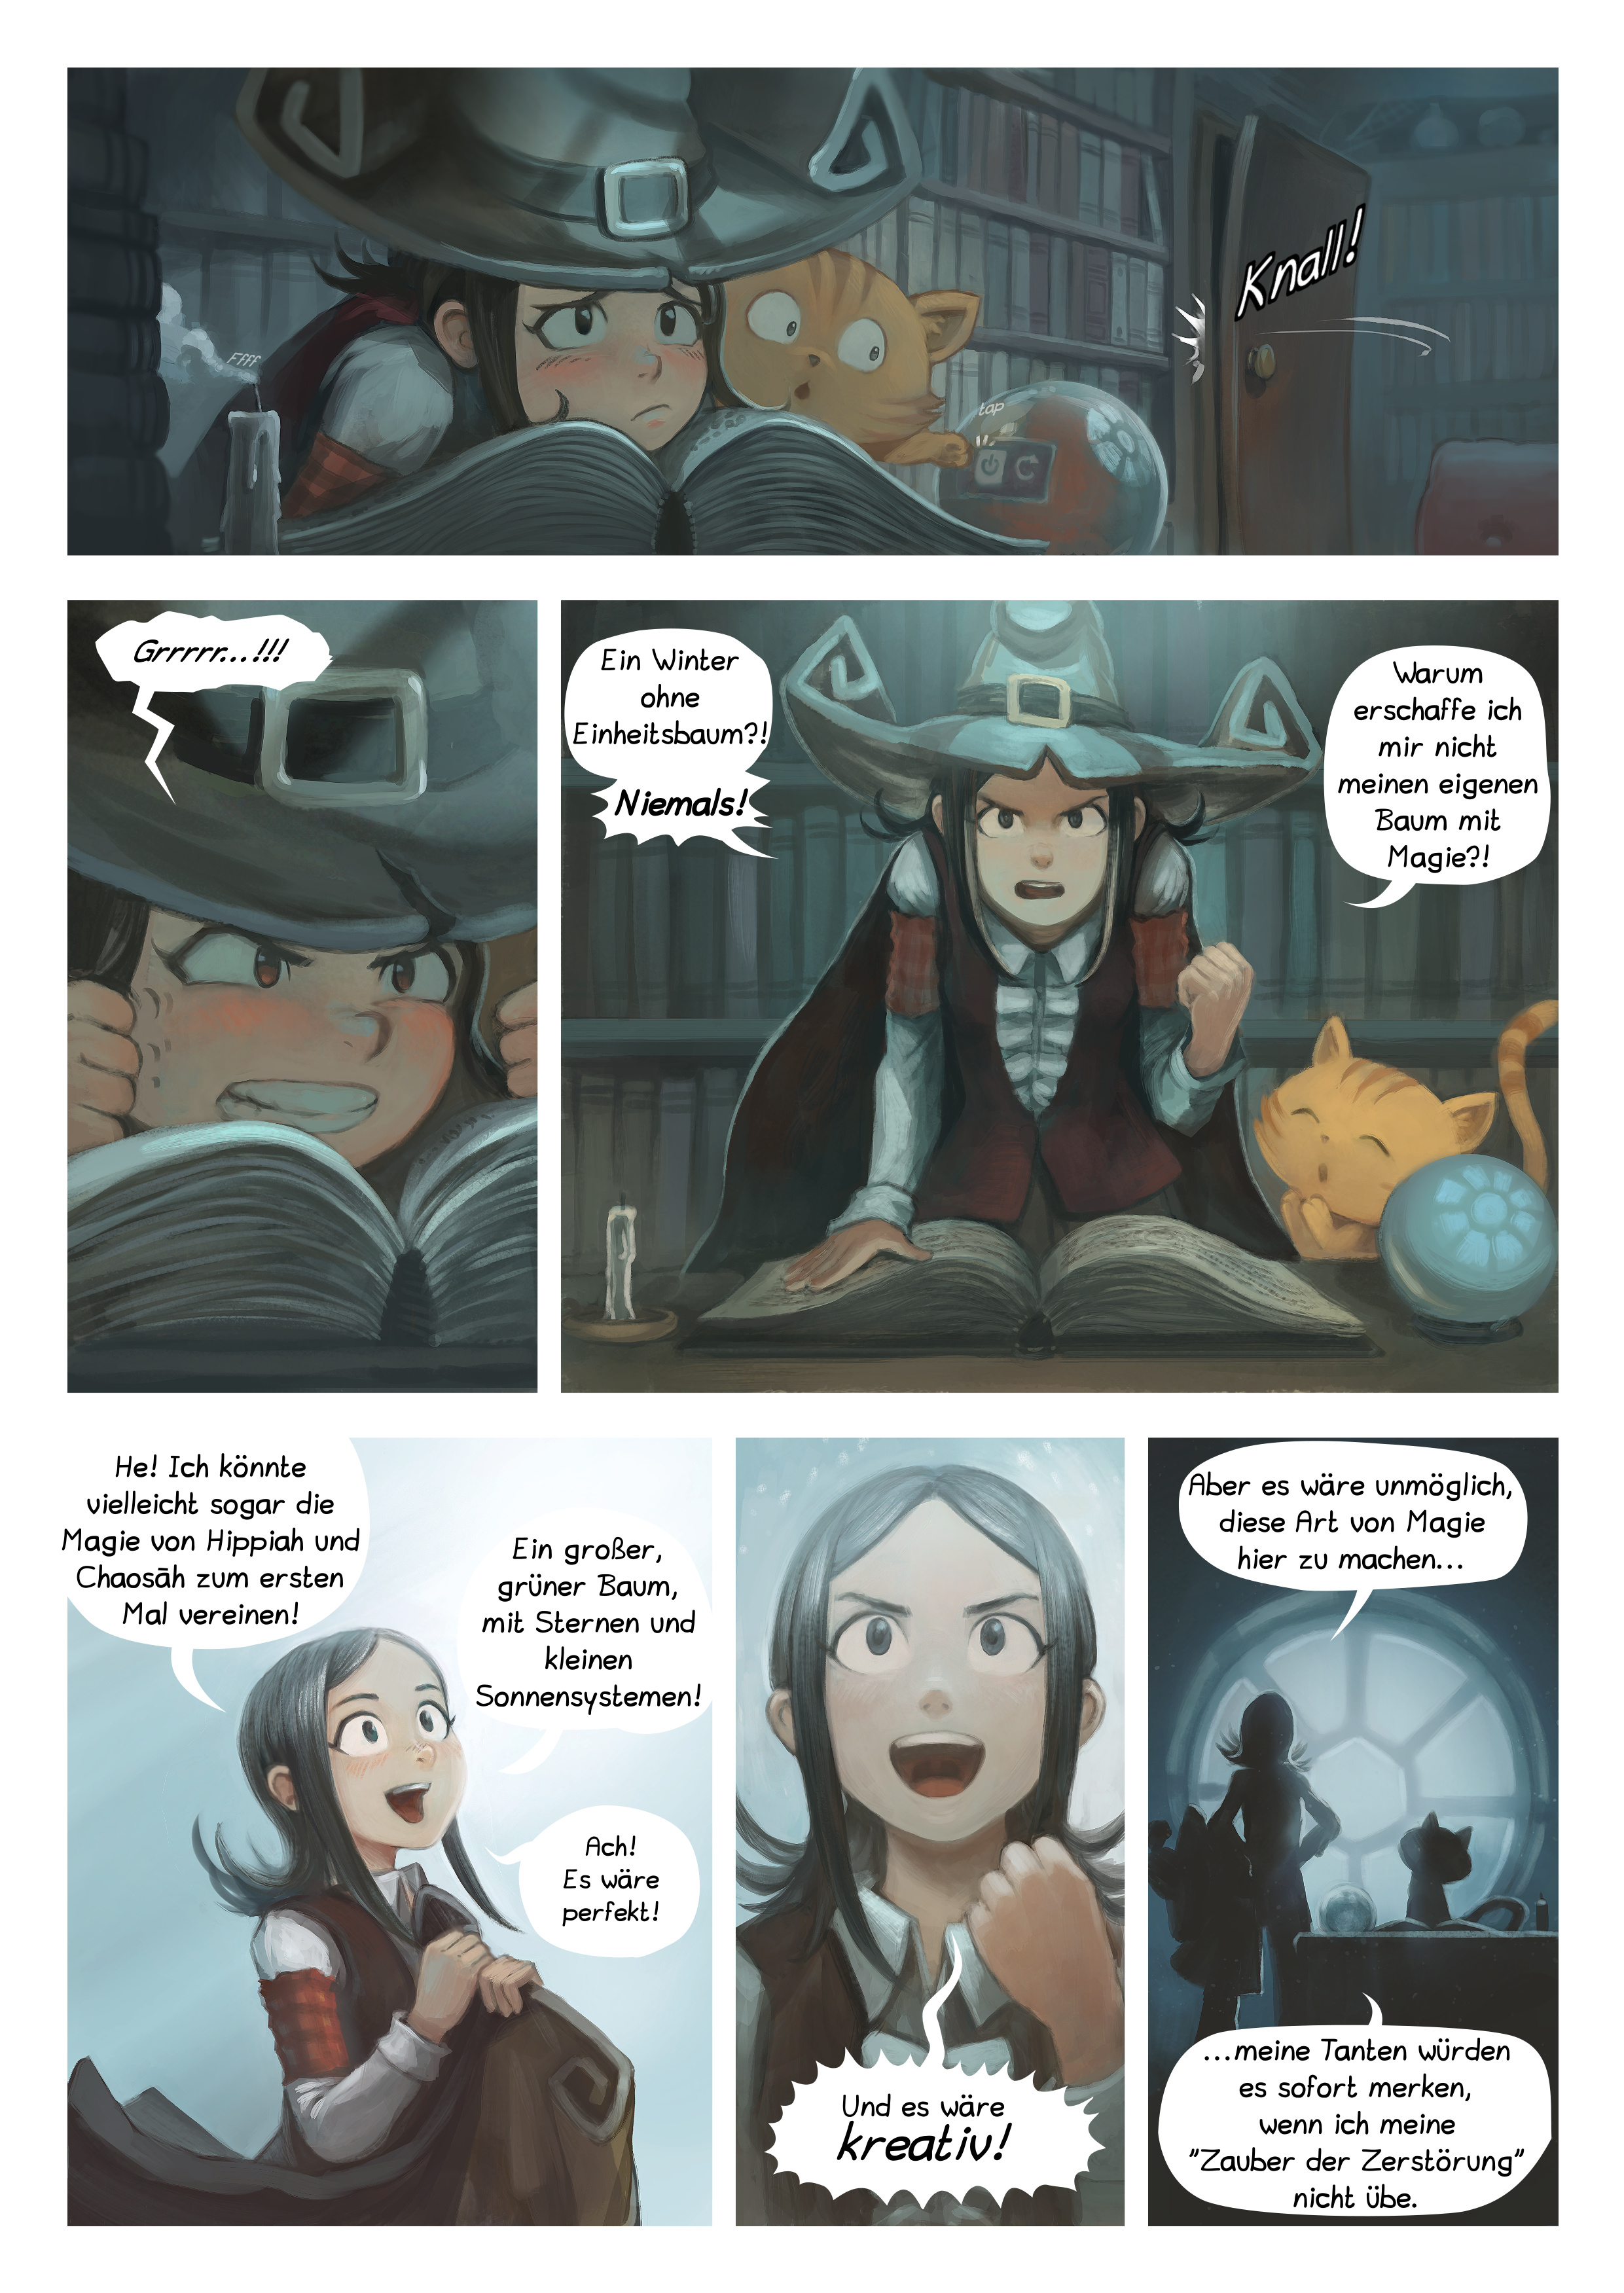 Knall!
Ffff
tap
Grrrrr...!!!
Ein Winter
ohne
Einheitsbaum?!
Niemals!
Warum
erschaffe ich
mir nicht
meinen eigenen
Baum mit
Magie?!
He! Ich könnte
vielleicht sogar die
Magie von Hippiah und
Chaosāh zum ersten
Mal vereinen!
Ein großer,
grüner Baum,
mit Sternen und
kleinen
Sonnensystemen!
Ach!
Es wäre
perfekt!
Und es wäre
kreativ!
Aber es wäre unmöglich,
diese Art von Magie
hier zu machen...
...meine Tanten würden
es sofort merken,
wenn ich meine
"Zauber der Zerstörung"
nicht übe.